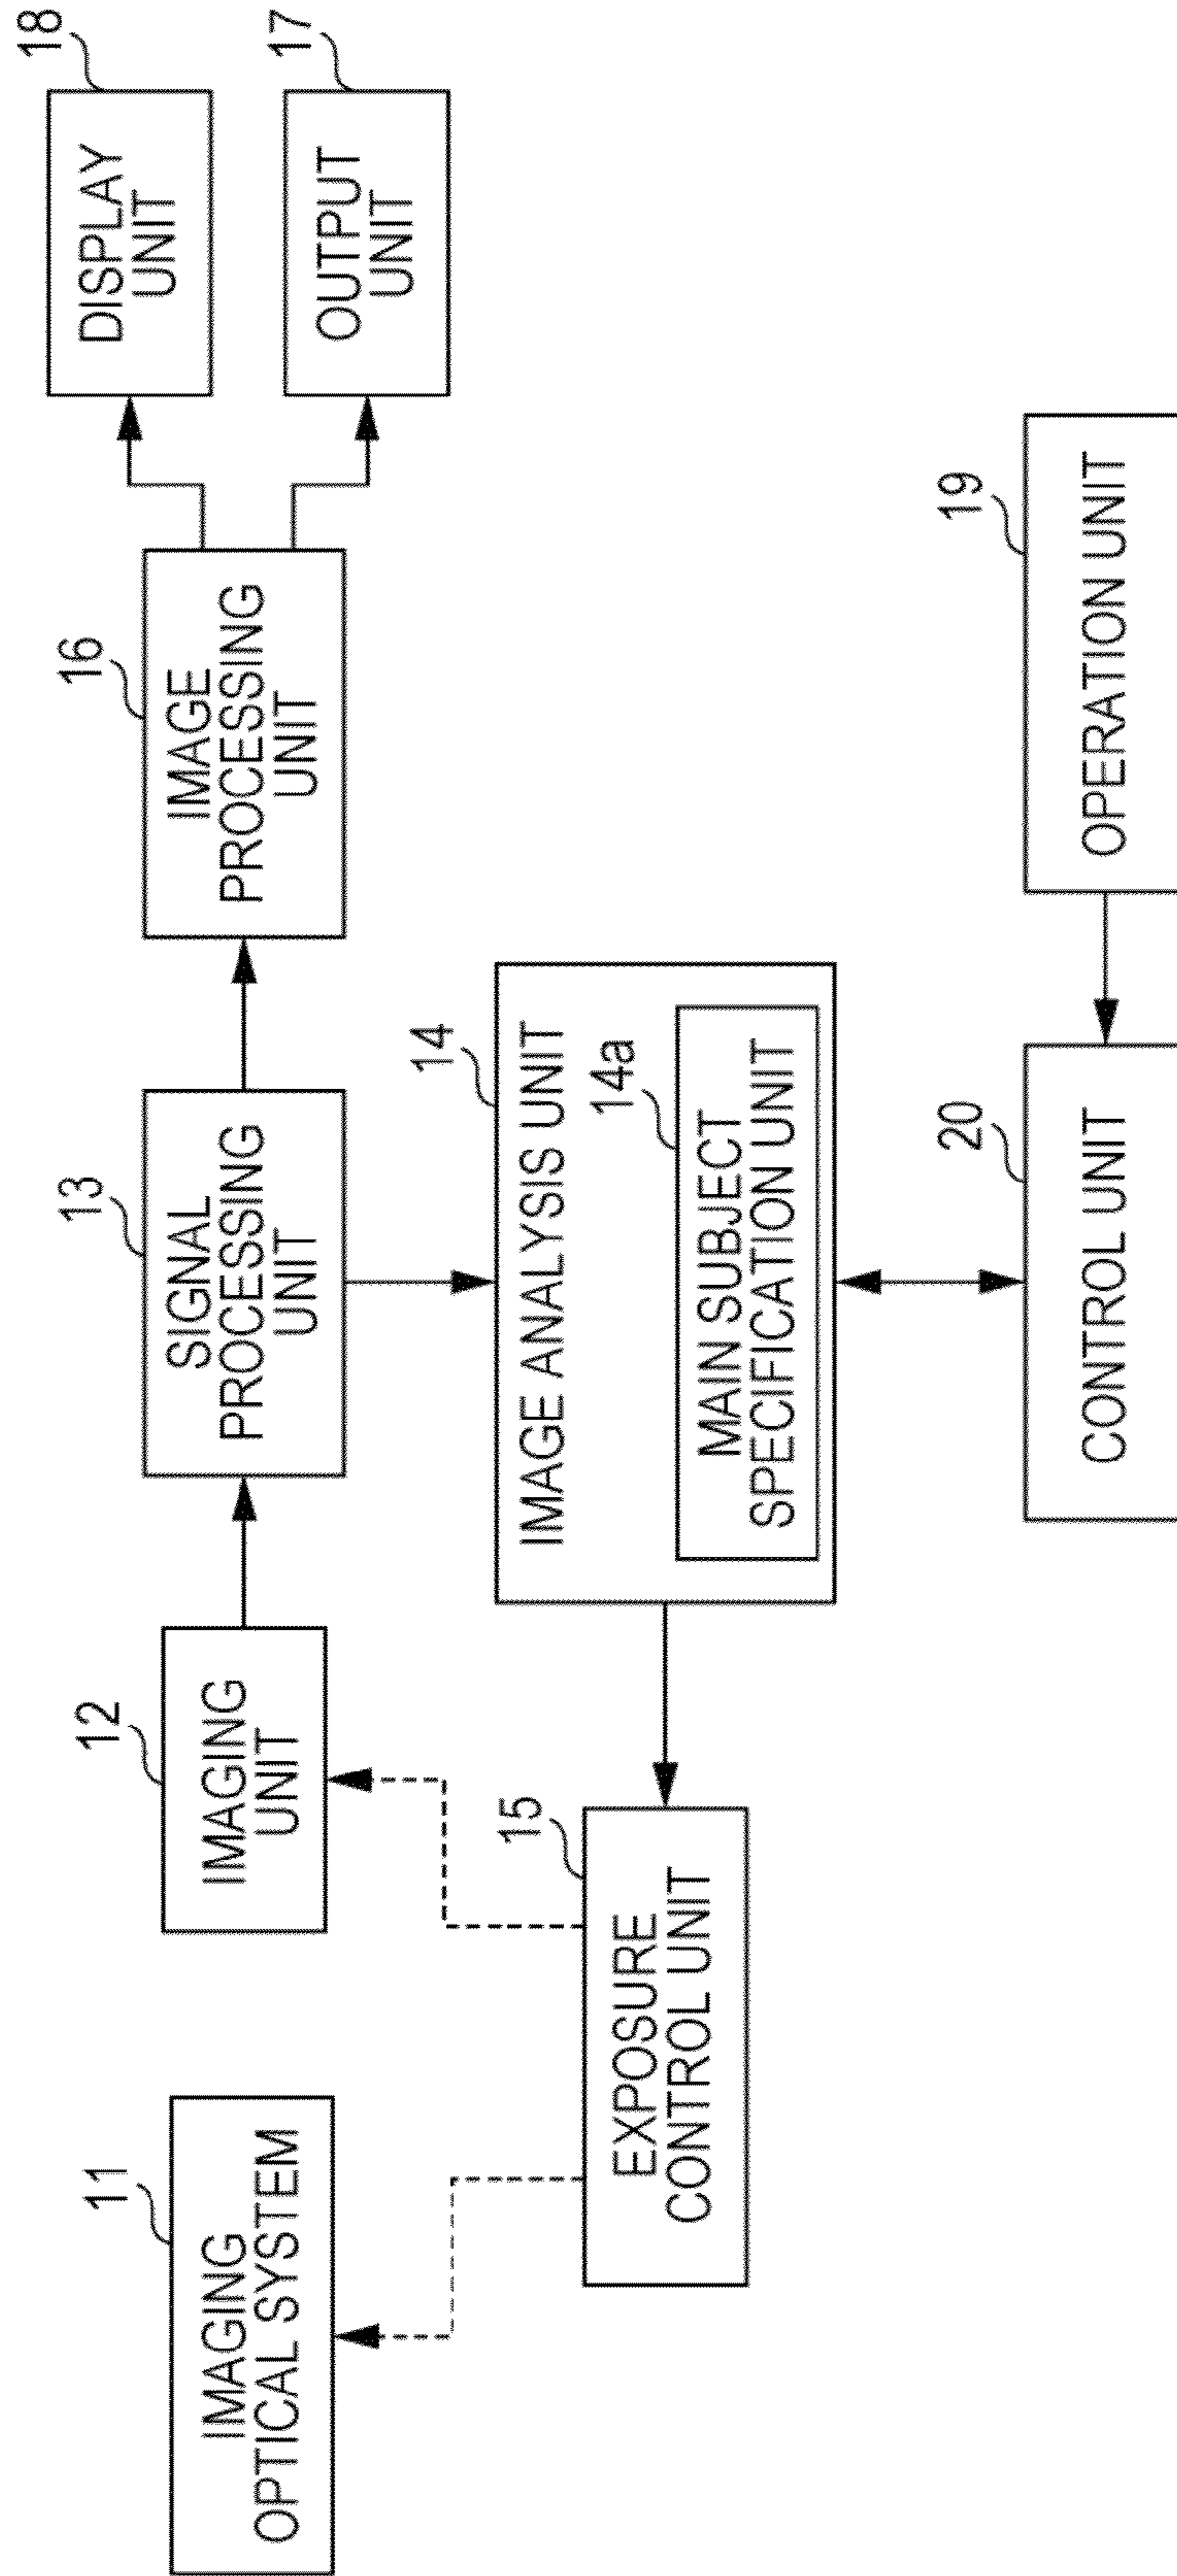 11
IMAGING
OPTICAL SYSTEM
12
IMAGING
UNIT
13
SIGNAL
PROCESSING
UNIT
16
IMAGE
PROCESSING
UNIT
18
DISPLAY
UNIT
17
OUTPUT
UNIT
14
IMAGE ANALYSIS UNIT
14a
MAIN SUBJECT
SPECIFICATION UNIT
15
EXPOSURE
CONTROL UNIT
20
CONTROL UNIT
19
OPERATION UNIT